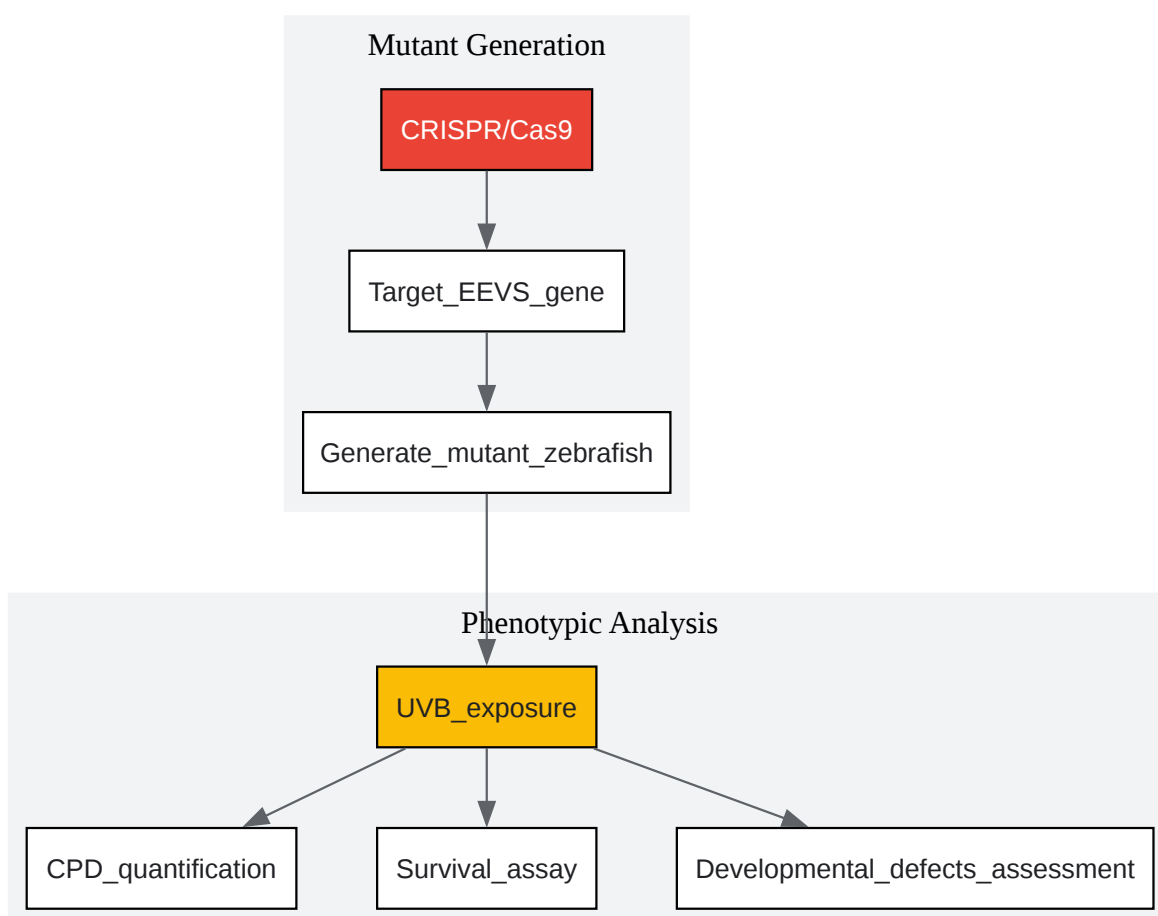 Mutant Generation
CRISPR/Cas9
Target_EEVS_gene
Generate_mutant_zebrafish
Phenotypic Analysis
UVB_exposure
CPD_quantification
Survival_assay
Developmental_defects_assessment